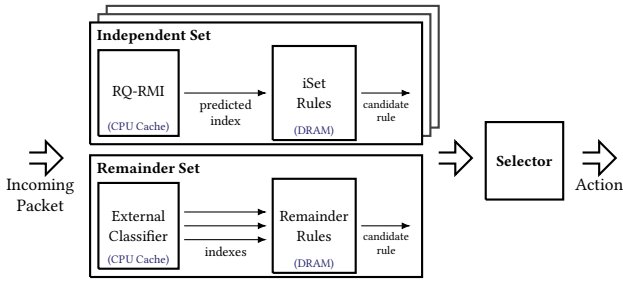 Independent Set
RQ-RMI
(CPU Cache)
predicted
index
iSet
Rules
(DRAM)
candidate
rule
Incoming
Packet
Remainder Set
External
Classifier
(CPU Cache)
indexes
Remainder
Rules
(DRAM)
candidate
rule
Selector
Action